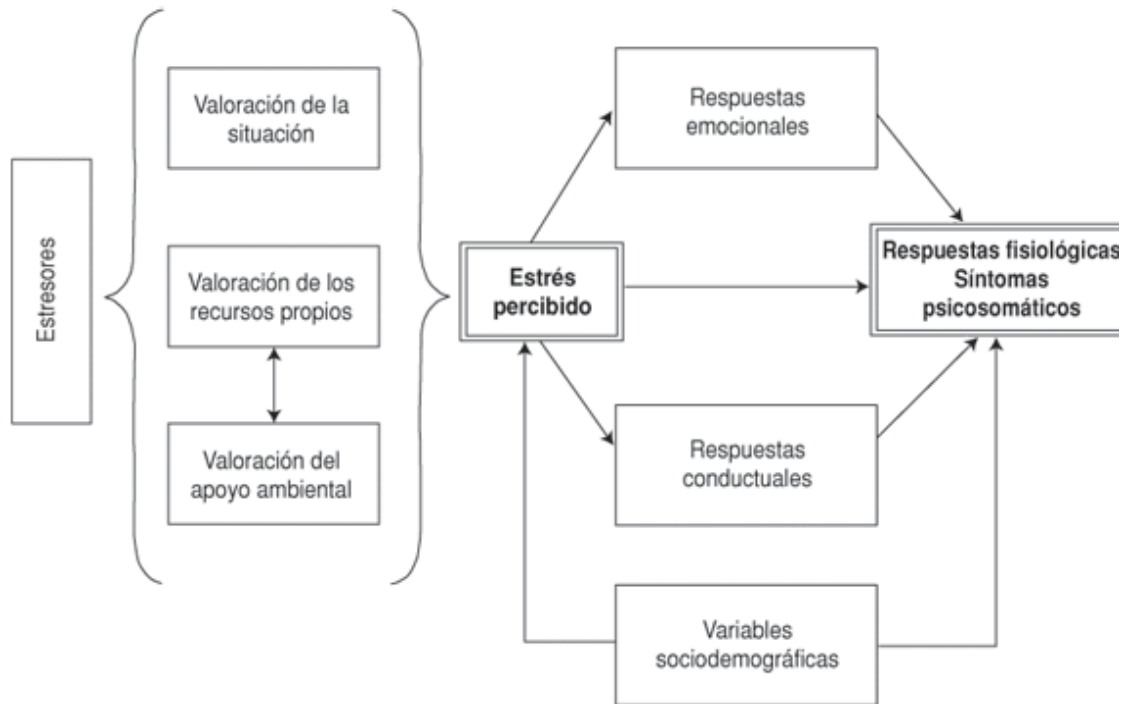 Estresores
Valoración de la
situación
Valoración de los
recursos propios
Valoración del
apoyo ambiental
Estrés
percibido
Respuestas
emocionales
Respuestas
conductuales
Variables
sociodemográficas
Respuestas fisiológicas
Síntomas
psicosomáticos